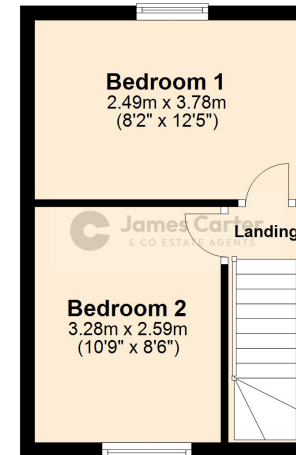 Bedroom 1
2.49m x 3.78m
(8'2" x 12'5")
James Carter
& CO ESTATE AGENTS
Landing
Bedroom 2
3.28m x 2.59m
(10'9" x 8'6")